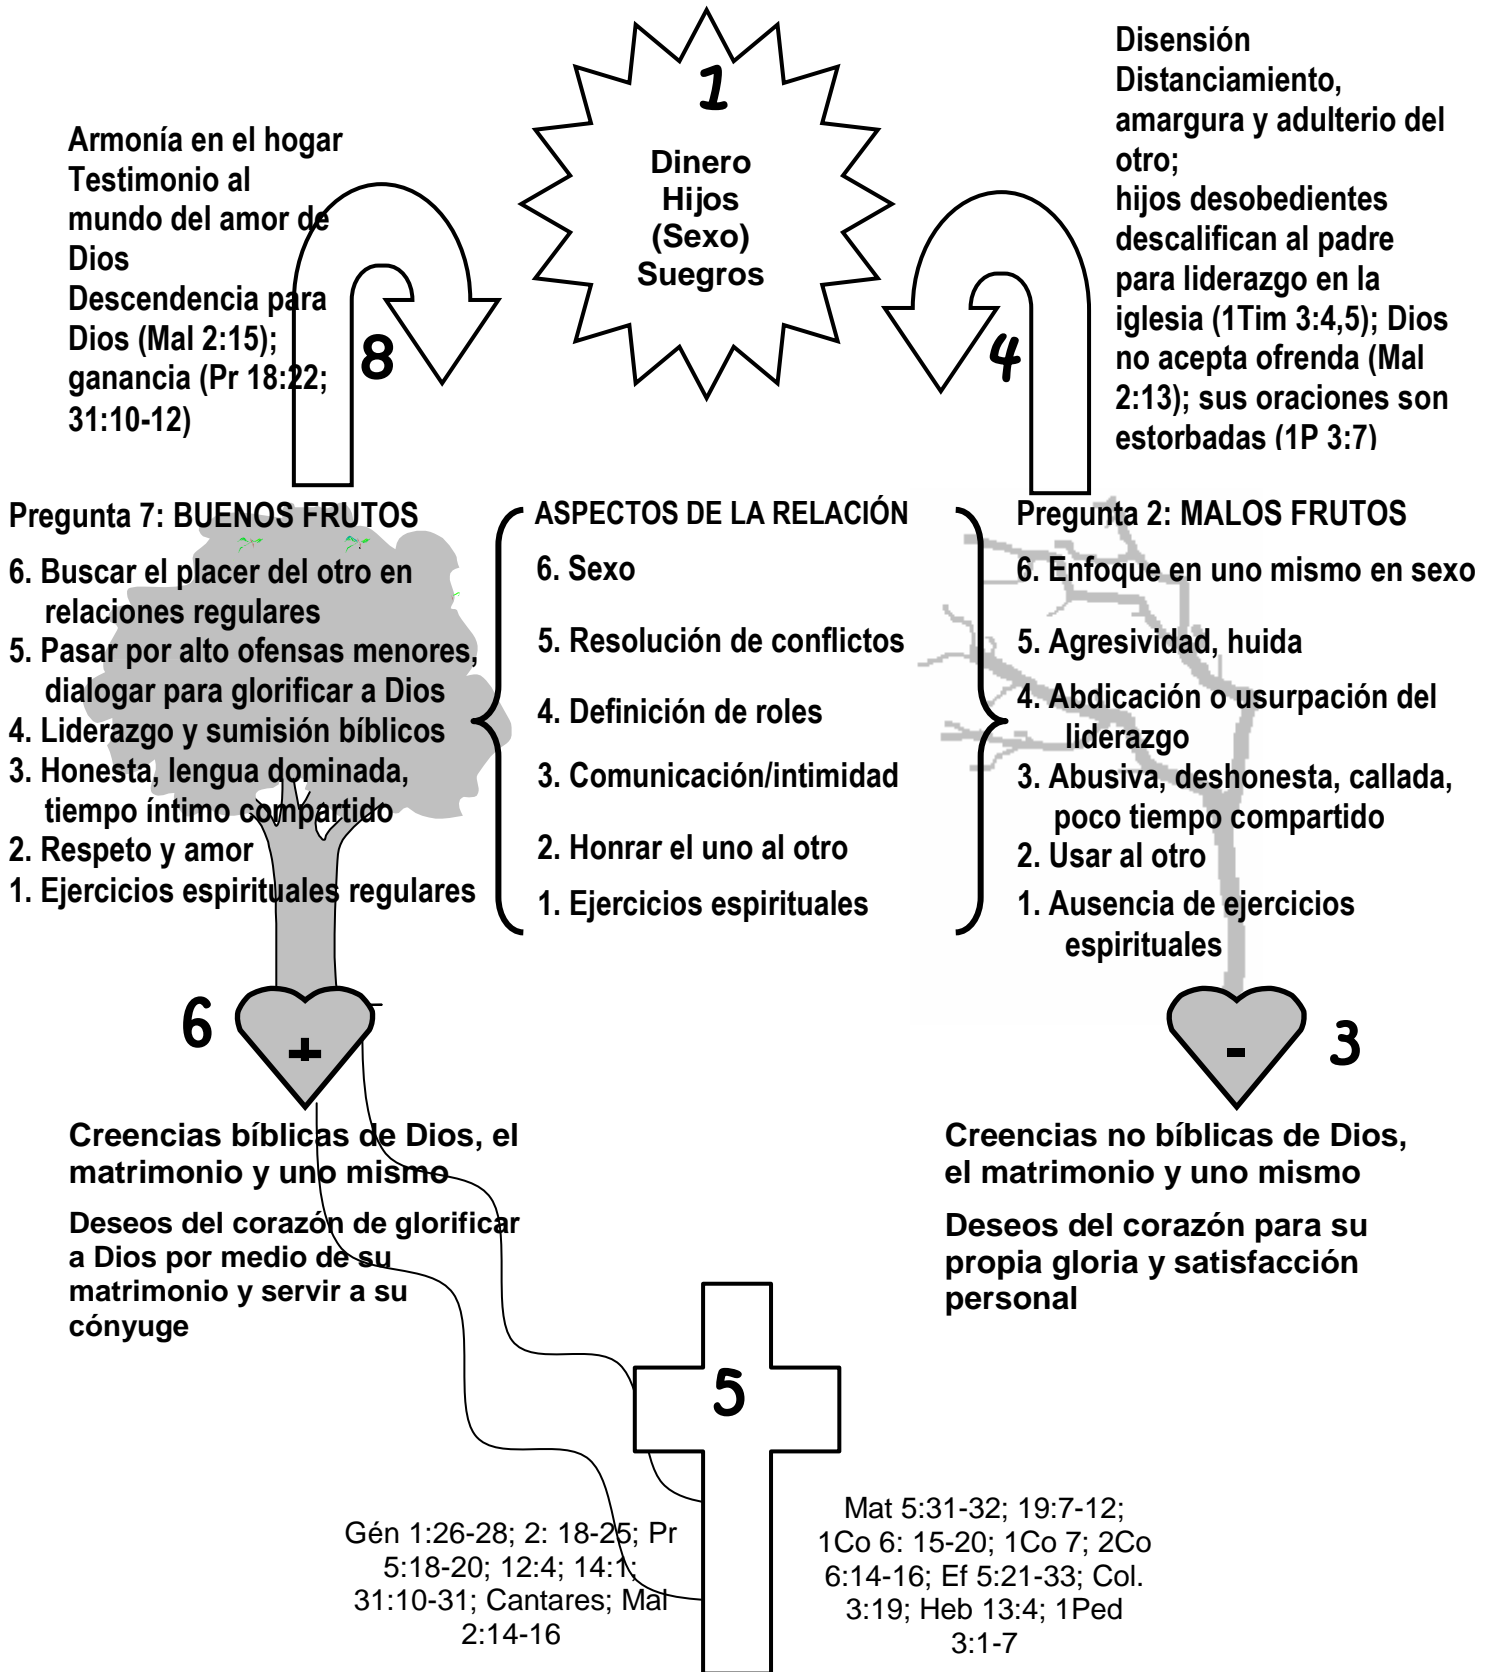 1
Dinero
Hijos
(Sexo)
Suegros
Armonía en el hogar
Testimonio al
mundo del amor de
Dios
Descendencia para
Dios (Mal 2:15);
ganancia (Pr 18:22;
31:10-12)
8
Disensión
Distanciamiento,
amargura y adulterio del
otro;
hijos desobedientes
descalifican al padre
para liderazgo en la
iglesia (1Tim 3:4,5); Dios
no acepta ofrenda (Mal
2:13); sus oraciones son
estorbadas (1P 3:7)
4
Pregunta 7: BUENOS FRUTOS
6. Buscar el placer del otro en
relaciones regulares
5. Pasar por alto ofensas menores,
dialogar para glorificar a Dios
4. Liderazgo y sumisión bíblicos
3. Honesta, lengua dominada,
tiempo íntimo compartido
2. Respeto y amor
1. Ejercicios espirituales regulares
ASPECTOS DE LA RELACIÓN
6. Sexo
5. Resolución de conflictos
4. Definición de roles
3. Comunicación/intimidad
2. Honrar el uno al otro
1. Ejercicios espirituales
Pregunta 2: MALOS FRUTOS
6. Enfoque en uno mismo en sexo
5. Agresividad, huida
4. Abdicación o usurpación del
liderazgo
3. Abusiva, deshonesta, callada,
poco tiempo compartido
2. Usar al otro
1. Ausencia de ejercicios
espirituales
6
+
-
3
Creencias bíblicas de Dios, el
matrimonio y uno mismo
Deseos del corazón de glorificar
a Dios por medio de su
matrimonio y servir a su
cónyuge
Creencias no bíblicas de Dios,
el matrimonio y uno mismo
Deseos del corazón para su
propia gloria y satisfacción
personal
5
Gén 1:26-28; 2: 18-25; Pr
5:18-20; 12:4; 14:1;
31:10-31; Cantares; Mal
2:14-16
Mat 5:31-32; 19:7-12;
1Co 6: 15-20; 1Co 7; 2Co
6:14-16; Ef 5:21-33; Col.
3:19; Heb 13:4; 1Ped
3:1-7